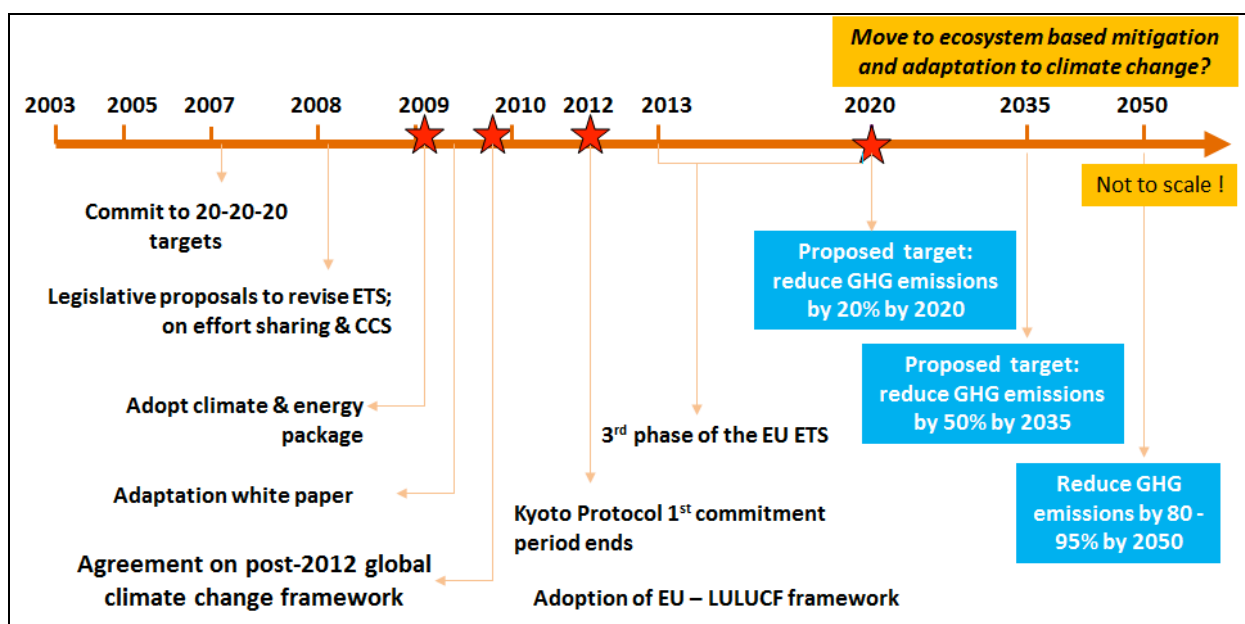 Move to ecosystem based mitigation
and adaptation to climate change?
2003 2005 2007 2008 2009 2010 2012 2013 2020 2035 2050
Not to scale !
Commit to 20-20-20
targets
Legislative proposals to revise ETS;
on effort sharing & CCS
Adopt climate & energy
package
Adaptation white paper
Agreement on post-2012 global
climate change framework
3rd phase of the EU ETS
Kyoto Protocol 1st commitment
period ends
Adoption of EU – LULUCF framework
Proposed target:
reduce GHG emissions
by 20% by 2020
Proposed target:
reduce GHG emissions
by 50% by 2035
Reduce GHG
emissions by 80 -
95% by 2050